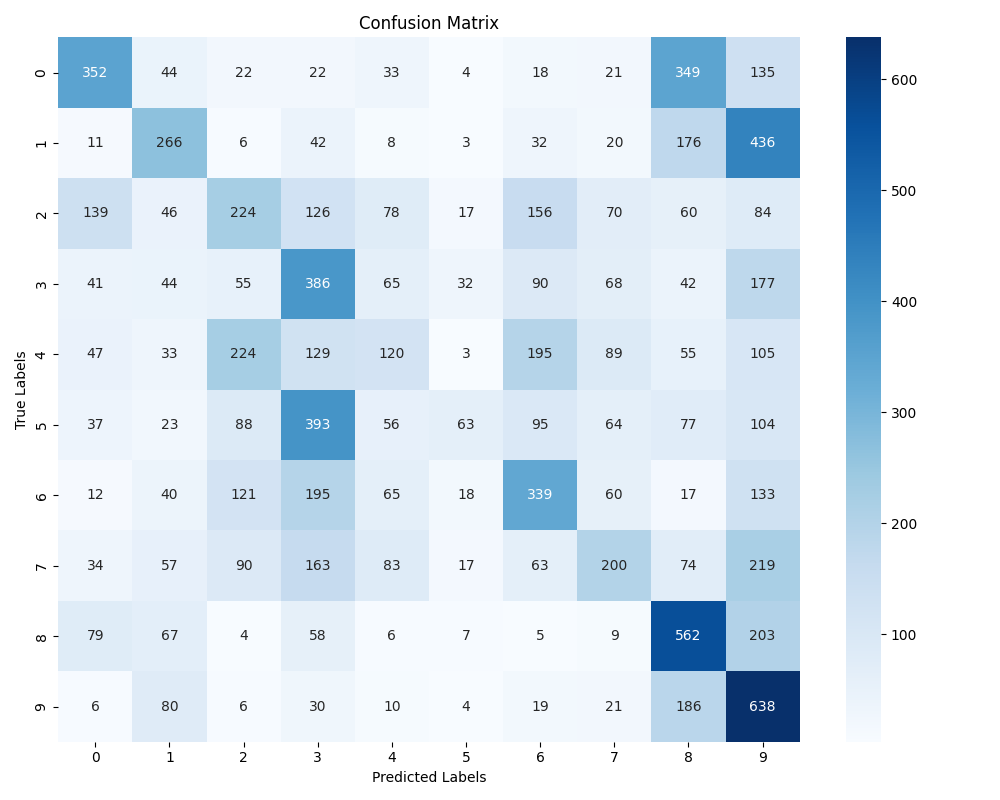 Confusion Matrix
0 352 44 22 22 33 4 18 21 349 135
1 11 266 6 42 8 3 32 20 176 436
2 139 46 224 126 78 17 156 70 60 84
3 41 44 55 386 65 32 90 68 42 177
4 47 33 224 129 120 3 195 89 55 105
5 37 23 88 393 56 63 95 64 77 104
6 12 40 121 195 65 18 339 60 17 133
7 34 57 90 163 83 17 63 200 74 219
8 79 67 4 58 6 7 5 9 562 203
9 6 80 6 30 10 4 19 21 186 638
0 1 2 3 4 5 6 7 8 9
Predicted Labels
True Labels
600
500
400
300
200
100